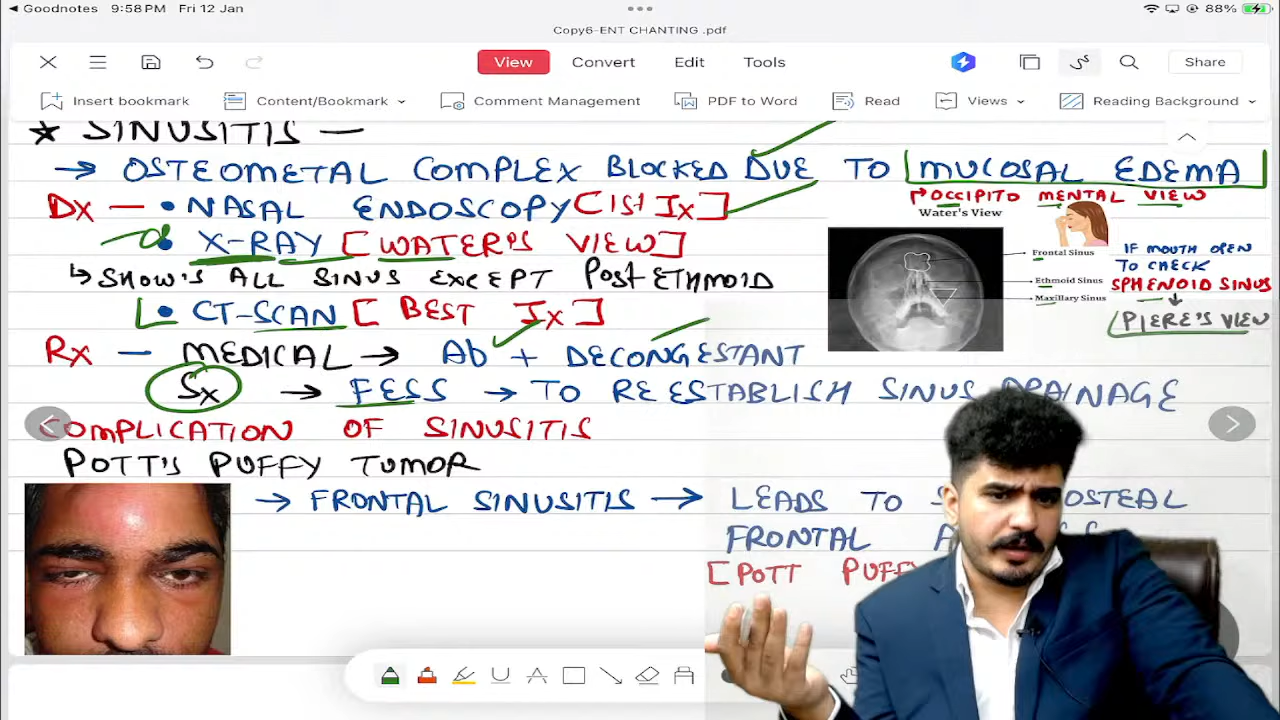 Goodnotes 9:58 PM Fri 12 Jan 88%
Copy6-ENT CHANTING .pdf
View Convert Edit Tools Share
Insert bookmark Content/Bookmark Comment Management PDF to Word Read Views Reading Background
★ SINUSITIS —
→ OSTEOMETAL COMPLEX BLOCKED DUE TO MUCOSAL EDEMA
DX — • NASAL ENDOSCOPY [1st Ix]
• X-RAY [WATER'S VIEW]
↳ SHOW'S ALL SINUS EXCEPT Post ETHMOID
• CT-SCAN [BEST Ix]
Rx — MEDICAL → Ab + DECONGESTANT
Sx → FESS → TO REESTABLISH SINUS DRAINAGE
COMPLICATION OF SINUSITIS
POTT'S PUFFY TUMOR
→ FRONTAL SINUSITIS → LEADS TO
FRONTAL
[POTT
OCCIPITO MENTAL VIEW
Water's View
Frontal Sinus
Ethmoid Sinus
Maxillary Sinus
IF MOUTH OPEN
TO CHECK
SPHENOID SINUS
↓
PIERE'S VIEW